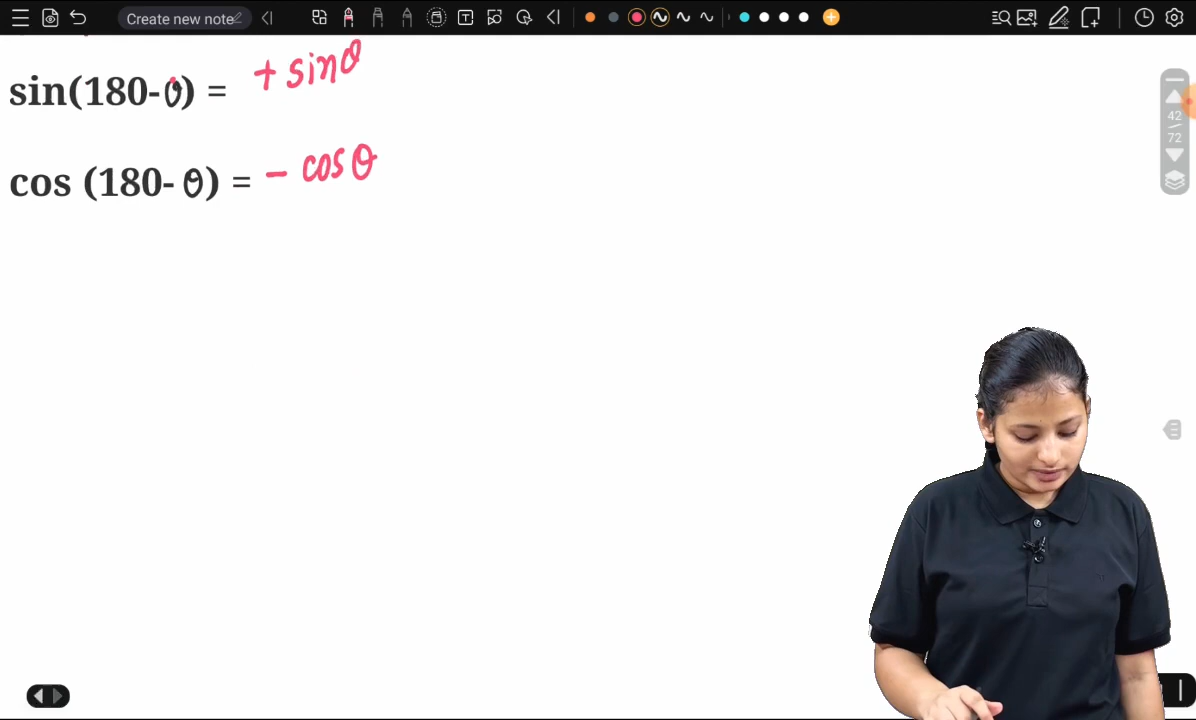 Create new note
sin(180-θ) = + sinθ
cos (180- θ) = - cosθ
42
72